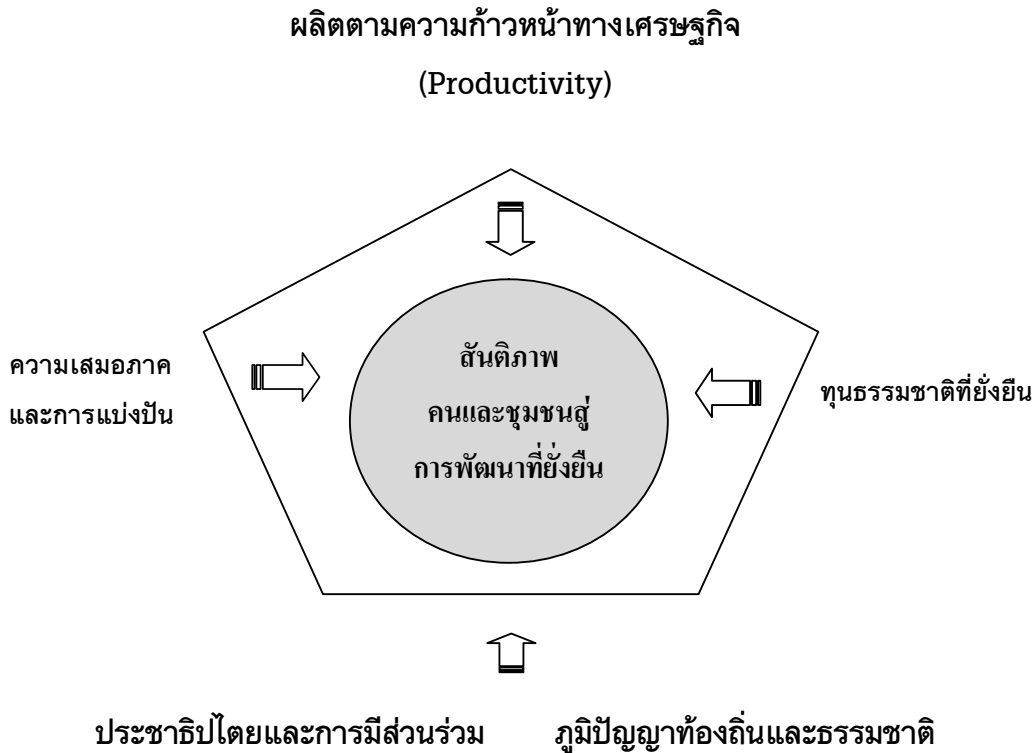 ผลิตตามความก้าวหน้าทางเศรษฐกิจ
(Productivity)
ความเสมอภาค
และการแบ่งปัน
สันติภาพ
คนและชุมชนสู่
การพัฒนาที่ยั่งยืน
ทุนธรรมชาติที่ยั่งยืน
ประชาธิปไตยและการมีส่วนร่วม ภูมิปัญญาท้องถิ่นและธรรมชาติ